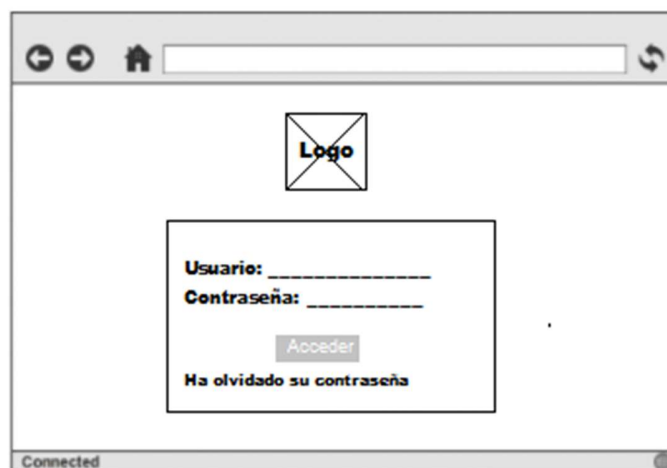 Logo
Usuario: ______________
Contraseña: __________
Acceder
Ha olvidado su contraseña
Connected